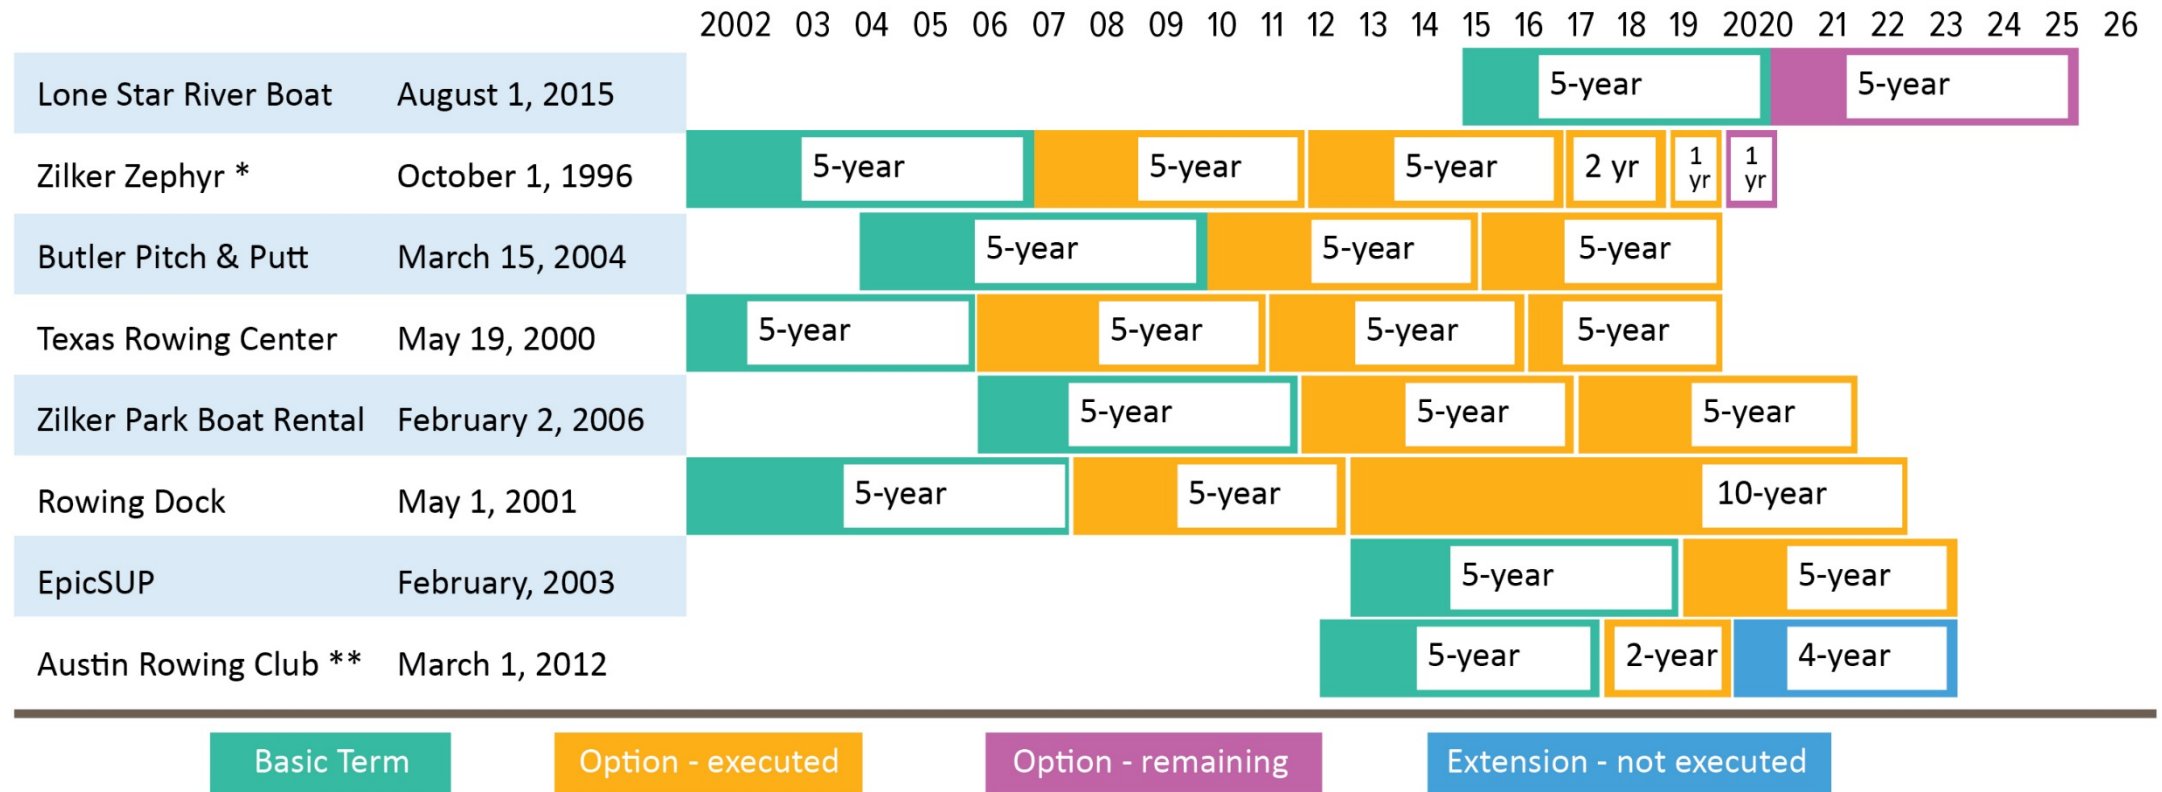 2002 03 04 05 06 07 08 09 10 11 12 13 14 15 16 17 18 19 2020 21 22 23 24 25 26
Lone Star River Boat August 1, 2015 5-year 5-year
Zilker Zephyr * October 1, 1996 5-year 5-year 5-year 2 yr 1 yr 1 yr
Butler Pitch & Putt March 15, 2004 5-year 5-year 5-year
Texas Rowing Center May 19, 2000 5-year 5-year 5-year 5-year
Zilker Park Boat Rental February 2, 2006 5-year 5-year 5-year
Rowing Dock May 1, 2001 5-year 5-year 10-year
EpicSUP February, 2003 5-year 5-year
Austin Rowing Club ** March 1, 2012 5-year 2-year 4-year
Basic Term Option - executed Option - remaining Extension - not executed